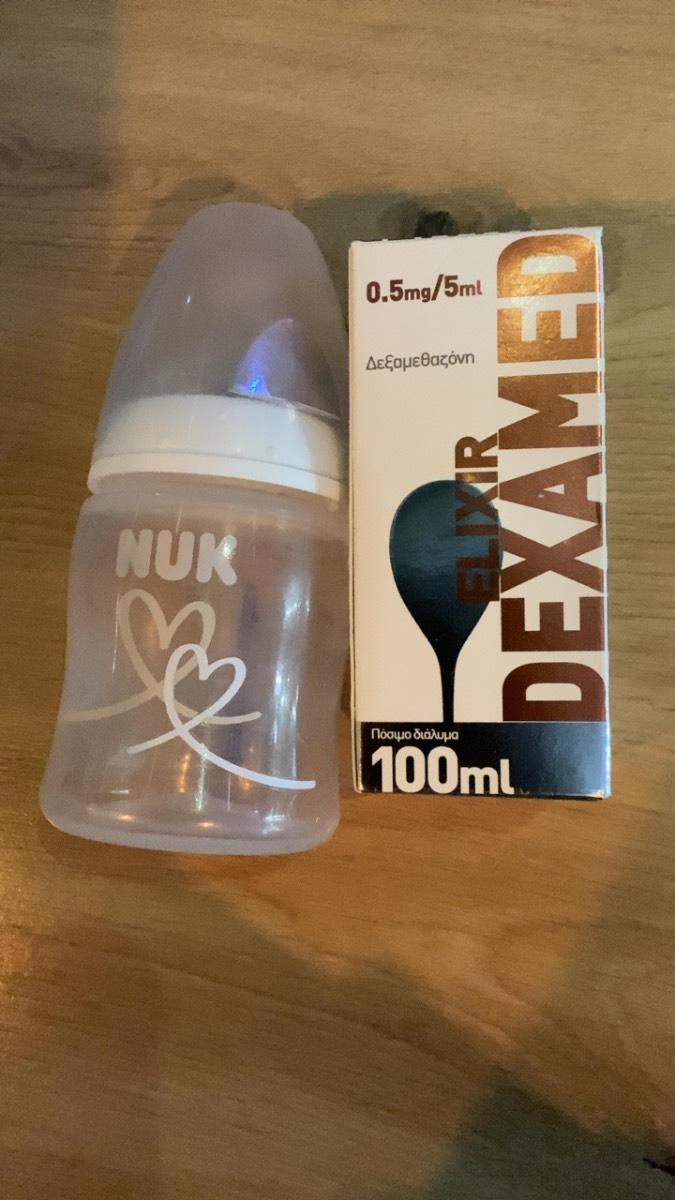 NUK
0.5mg/5ml
Δεξαμεθαζόνη
ELIXIR
DEXAMED
Πόσιμο διάλυμα
100ml